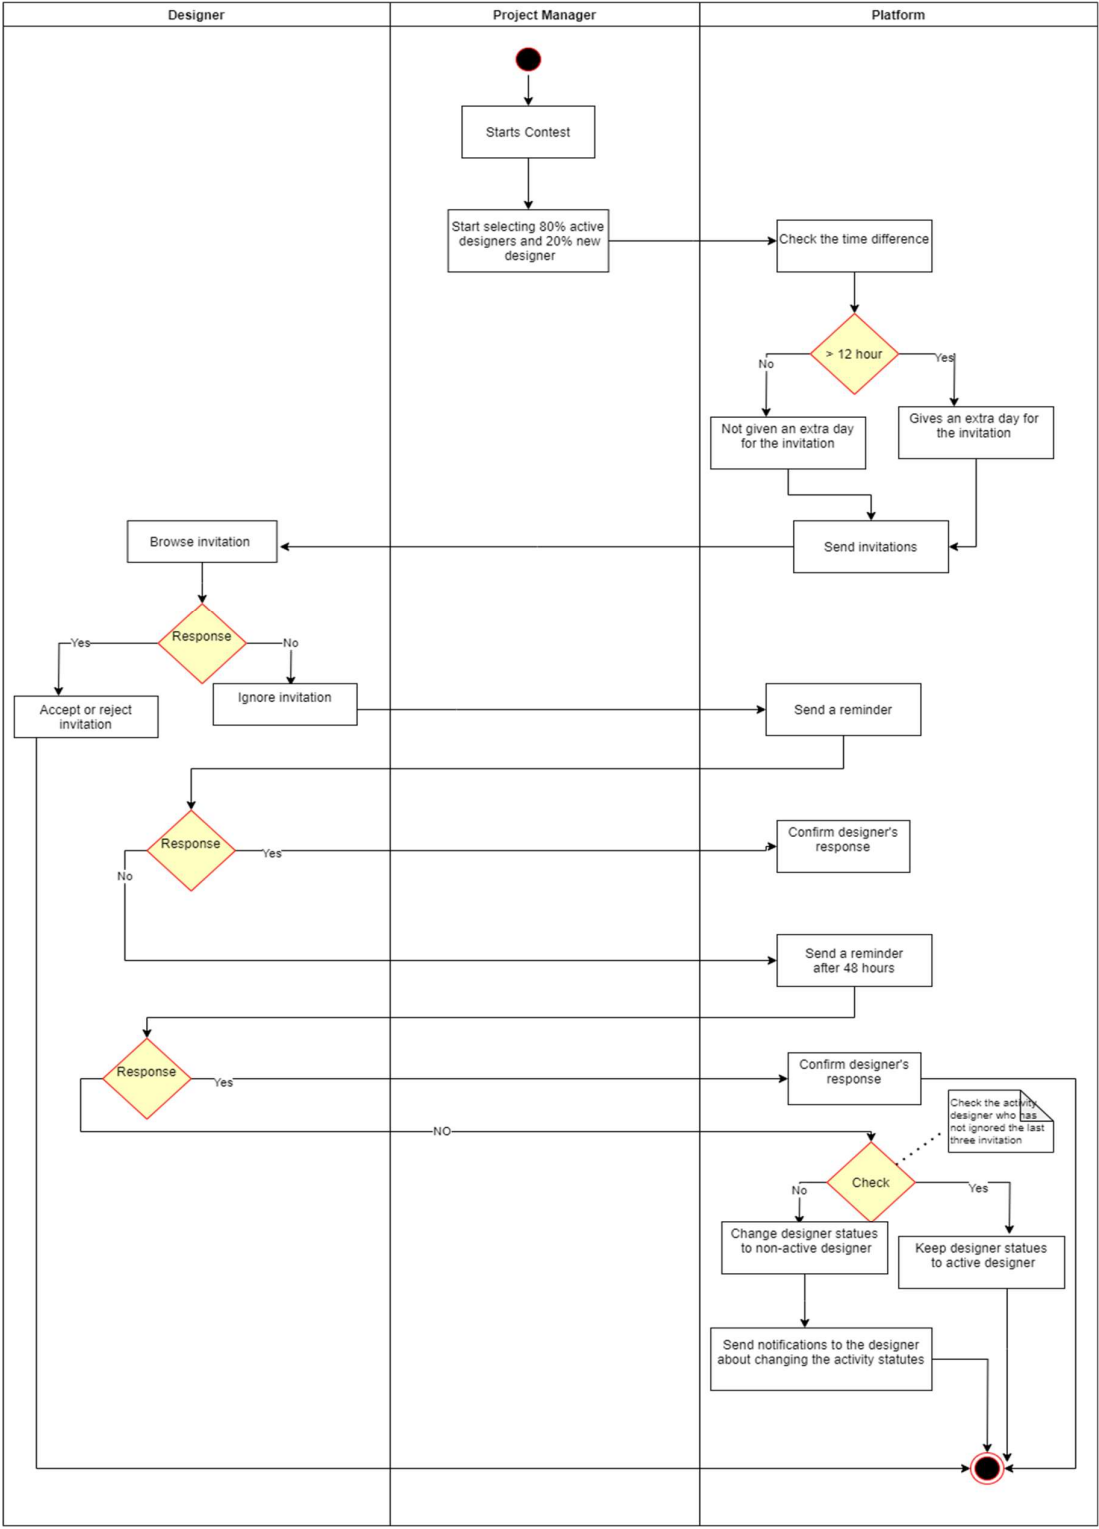 Designer
Project Manager
Platform
Starts Contest
Start selecting 80% active
designers and 20% new
designer
Check the time difference
> 12 hour
No
Yes
Not given an extra day
for the invitation
Gives an extra day for
the invitation
Browse invitation
Send invitations
Response
Yes
No
Accept or reject
invitation
Ignore invitation
Send a reminder
Response
Yes
No
Confirm designer's
response
Send a reminder
after 48 hours
Response
Yes
Confirm designer's
response
NO
Check the activity
designer who has
not ignored the last
three invitation
Check
No
Yes
Change designer statues
to non-active designer
Keep designer statues
to active designer
Send notifications to the designer
about changing the activity statutes